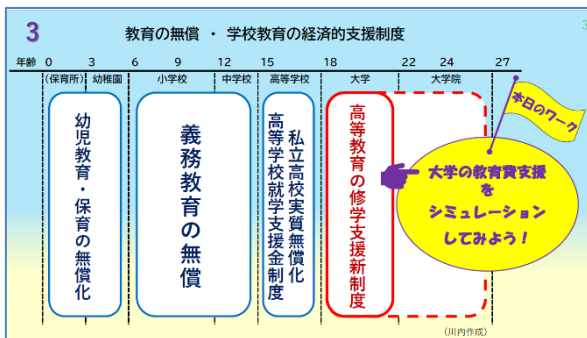 3
教育の無償 ・ 学校教育の経済的支援制度
3
年齢 0 3 6 9 12 15 18 22 24 27
(保育所) 幼稚園 小学校 中学校 高等学校 大学 大学院
幼児教育・保育の無償化
義務教育の無償
私立高校実質無償化
高等学校就学支援金制度
高等教育の修学支援新制度
本日のワーク
大学の教育費支援
を
シミュレーション
してみよう！
(川内作成)